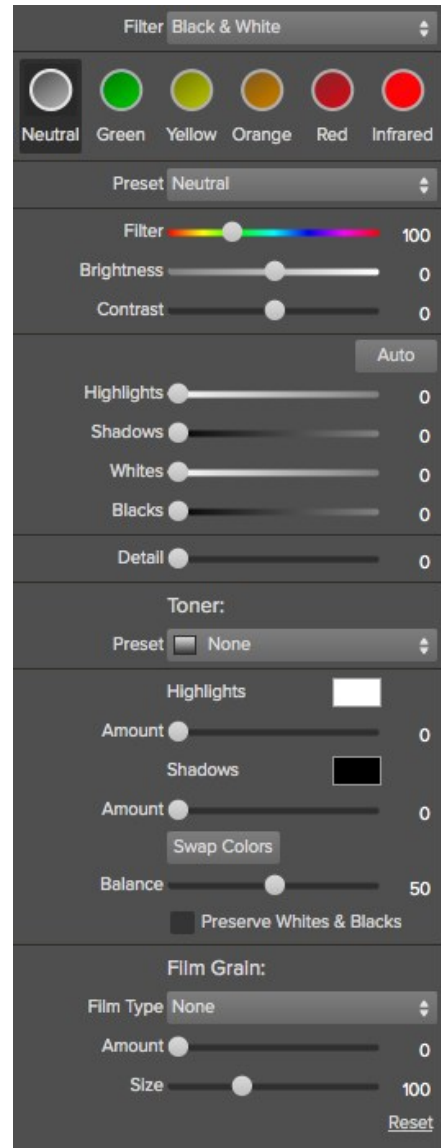 Filter Black & White
Neutral Green Yellow Orange Red Infrared
Preset Neutral
Filter 100
Brightness 0
Contrast 0
Auto
Highlights 0
Shadows 0
Whites 0
Blacks 0
Detail 0
Toner:
Preset None
Highlights
Amount 0
Shadows
Amount 0
Swap Colors
Balance 50
Preserve Whites & Blacks
Film Grain:
Film Type None
Amount 0
Size 100
Reset